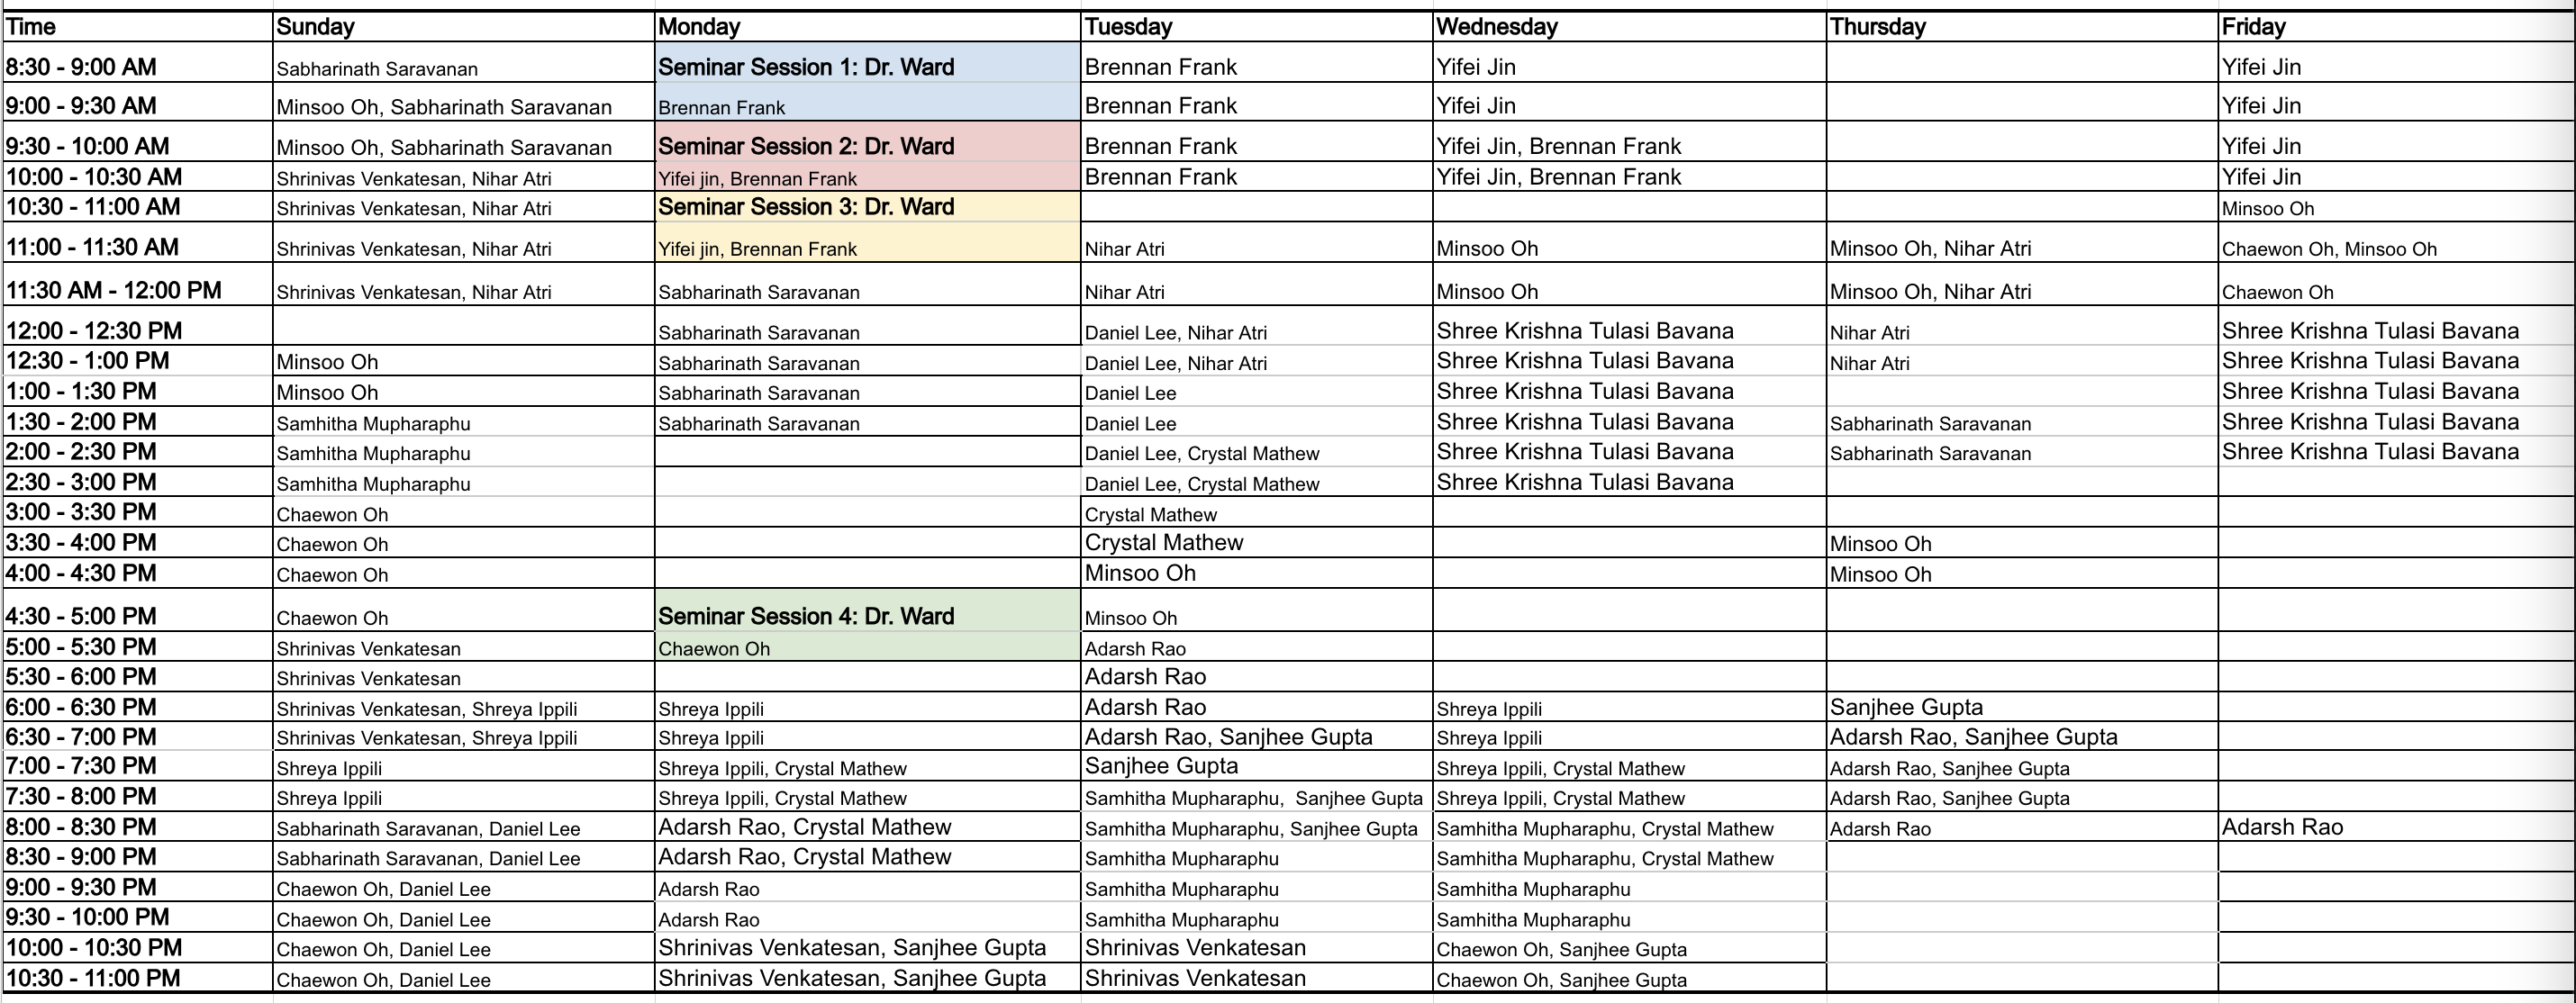 Time Sunday Monday Tuesday Wednesday Thursday Friday
8:30 - 9:00 AM Sabharinath Saravanan Seminar Session 1: Dr. Ward Brennan Frank Yifei Jin Yifei Jin
9:00 - 9:30 AM Minsoo Oh, Sabharinath Saravanan Brennan Frank Brennan Frank Yifei Jin Yifei Jin
9:30 - 10:00 AM Minsoo Oh, Sabharinath Saravanan Seminar Session 2: Dr. Ward Brennan Frank Yifei Jin, Brennan Frank Yifei Jin
10:00 - 10:30 AM Shrinivas Venkatesan, Nihar Atri Yifei jin, Brennan Frank Brennan Frank Yifei Jin, Brennan Frank Yifei Jin
10:30 - 11:00 AM Shrinivas Venkatesan, Nihar Atri Seminar Session 3: Dr. Ward Minsoo Oh
11:00 - 11:30 AM Shrinivas Venkatesan, Nihar Atri Yifei jin, Brennan Frank Nihar Atri Minsoo Oh Minsoo Oh, Nihar Atri Chaewon Oh, Minsoo Oh
11:30 AM - 12:00 PM Shrinivas Venkatesan, Nihar Atri Sabharinath Saravanan Nihar Atri Minsoo Oh Minsoo Oh, Nihar Atri Chaewon Oh
12:00 - 12:30 PM Sabharinath Saravanan Daniel Lee, Nihar Atri Shree Krishna Tulasi Bavana Nihar Atri Shree Krishna Tulasi Bavana
12:30 - 1:00 PM Minsoo Oh Sabharinath Saravanan Daniel Lee, Nihar Atri Shree Krishna Tulasi Bavana Nihar Atri Shree Krishna Tulasi Bavana
1:00 - 1:30 PM Minsoo Oh Sabharinath Saravanan Daniel Lee Shree Krishna Tulasi Bavana Shree Krishna Tulasi Bavana
1:30 - 2:00 PM Samhitha Mupharaphu Sabharinath Saravanan Daniel Lee Shree Krishna Tulasi Bavana Sabharinath Saravanan Shree Krishna Tulasi Bavana
2:00 - 2:30 PM Samhitha Mupharaphu Daniel Lee, Crystal Mathew Shree Krishna Tulasi Bavana Sabharinath Saravanan Shree Krishna Tulasi Bavana
2:30 - 3:00 PM Samhitha Mupharaphu Daniel Lee, Crystal Mathew Shree Krishna Tulasi Bavana
3:00 - 3:30 PM Chaewon Oh Crystal Mathew
3:30 - 4:00 PM Chaewon Oh Crystal Mathew Minsoo Oh
4:00 - 4:30 PM Chaewon Oh Minsoo Oh Minsoo Oh
4:30 - 5:00 PM Chaewon Oh Seminar Session 4: Dr. Ward Minsoo Oh
5:00 - 5:30 PM Shrinivas Venkatesan Chaewon Oh Adarsh Rao
5:30 - 6:00 PM Shrinivas Venkatesan Adarsh Rao
6:00 - 6:30 PM Shrinivas Venkatesan, Shreya Ippili Shreya Ippili Adarsh Rao Shreya Ippili Sanjhee Gupta
6:30 - 7:00 PM Shrinivas Venkatesan, Shreya Ippili Shreya Ippili Adarsh Rao, Sanjhee Gupta Shreya Ippili Adarsh Rao, Sanjhee Gupta
7:00 - 7:30 PM Shreya Ippili Shreya Ippili, Crystal Mathew Sanjhee Gupta Shreya Ippili, Crystal Mathew Adarsh Rao, Sanjhee Gupta
7:30 - 8:00 PM Shreya Ippili Shreya Ippili, Crystal Mathew Samhitha Mupharaphu, Sanjhee Gupta Shreya Ippili, Crystal Mathew Adarsh Rao, Sanjhee Gupta
8:00 - 8:30 PM Sabharinath Saravanan, Daniel Lee Adarsh Rao, Crystal Mathew Samhitha Mupharaphu, Sanjhee Gupta Samhitha Mupharaphu, Crystal Mathew Adarsh Rao Adarsh Rao
8:30 - 9:00 PM Sabharinath Saravanan, Daniel Lee Adarsh Rao, Crystal Mathew Samhitha Mupharaphu Samhitha Mupharaphu, Crystal Mathew
9:00 - 9:30 PM Chaewon Oh, Daniel Lee Adarsh Rao Samhitha Mupharaphu Samhitha Mupharaphu
9:30 - 10:00 PM Chaewon Oh, Daniel Lee Adarsh Rao Samhitha Mupharaphu Samhitha Mupharaphu
10:00 - 10:30 PM Chaewon Oh, Daniel Lee Shrinivas Venkatesan, Sanjhee Gupta Shrinivas Venkatesan Chaewon Oh, Sanjhee Gupta
10:30 - 11:00 PM Chaewon Oh, Daniel Lee Shrinivas Venkatesan, Sanjhee Gupta Shrinivas Venkatesan Chaewon Oh, Sanjhee Gupta